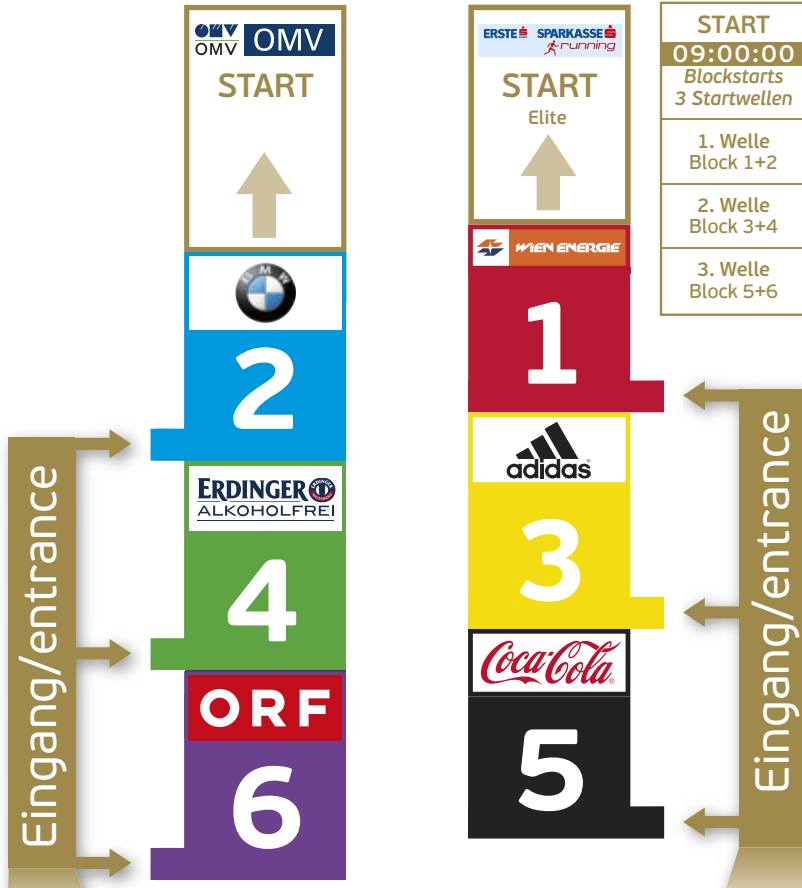 OMV
OMV
OMV
START
BMW
2
ERDINGER
ALKOHOLFREI
4
ORF
6
Eingang/entrance
ERSTE SPARKASSE
running
START
Elite
WIEN ENERGIE
1
adidas
3
Coca-Cola
5
Eingang/entrance
START
09:00:00
Blockstarts
3 Startwellen
1. Welle
Block 1+2
2. Welle
Block 3+4
3. Welle
Block 5+6